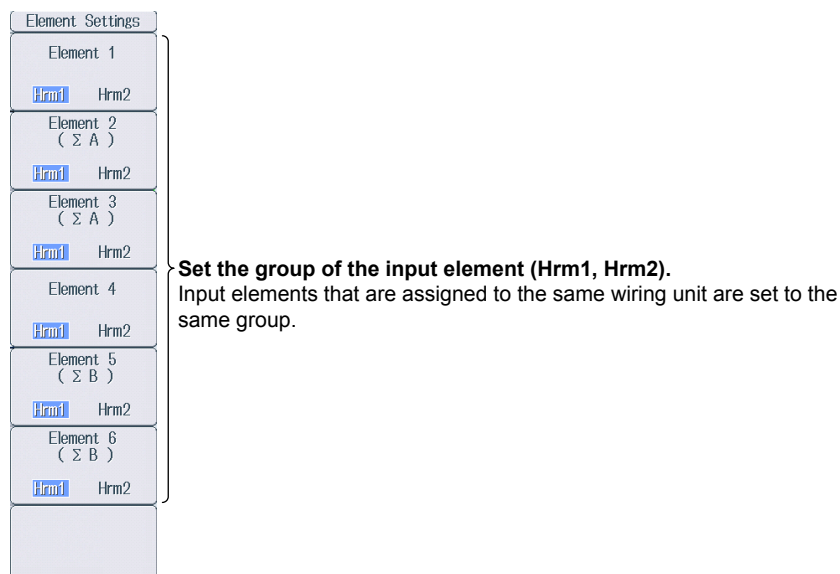 Element Settings
Element 1
Hrm1 Hrm2
Element 2
( Σ A )
Hrm1 Hrm2
Element 3
( Σ A )
Hrm1 Hrm2
Element 4
Hrm1 Hrm2
Element 5
( Σ B )
Hrm1 Hrm2
Element 6
( Σ B )
Hrm1 Hrm2
Set the group of the input element (Hrm1, Hrm2).
Input elements that are assigned to the same wiring unit are set to the
same group.